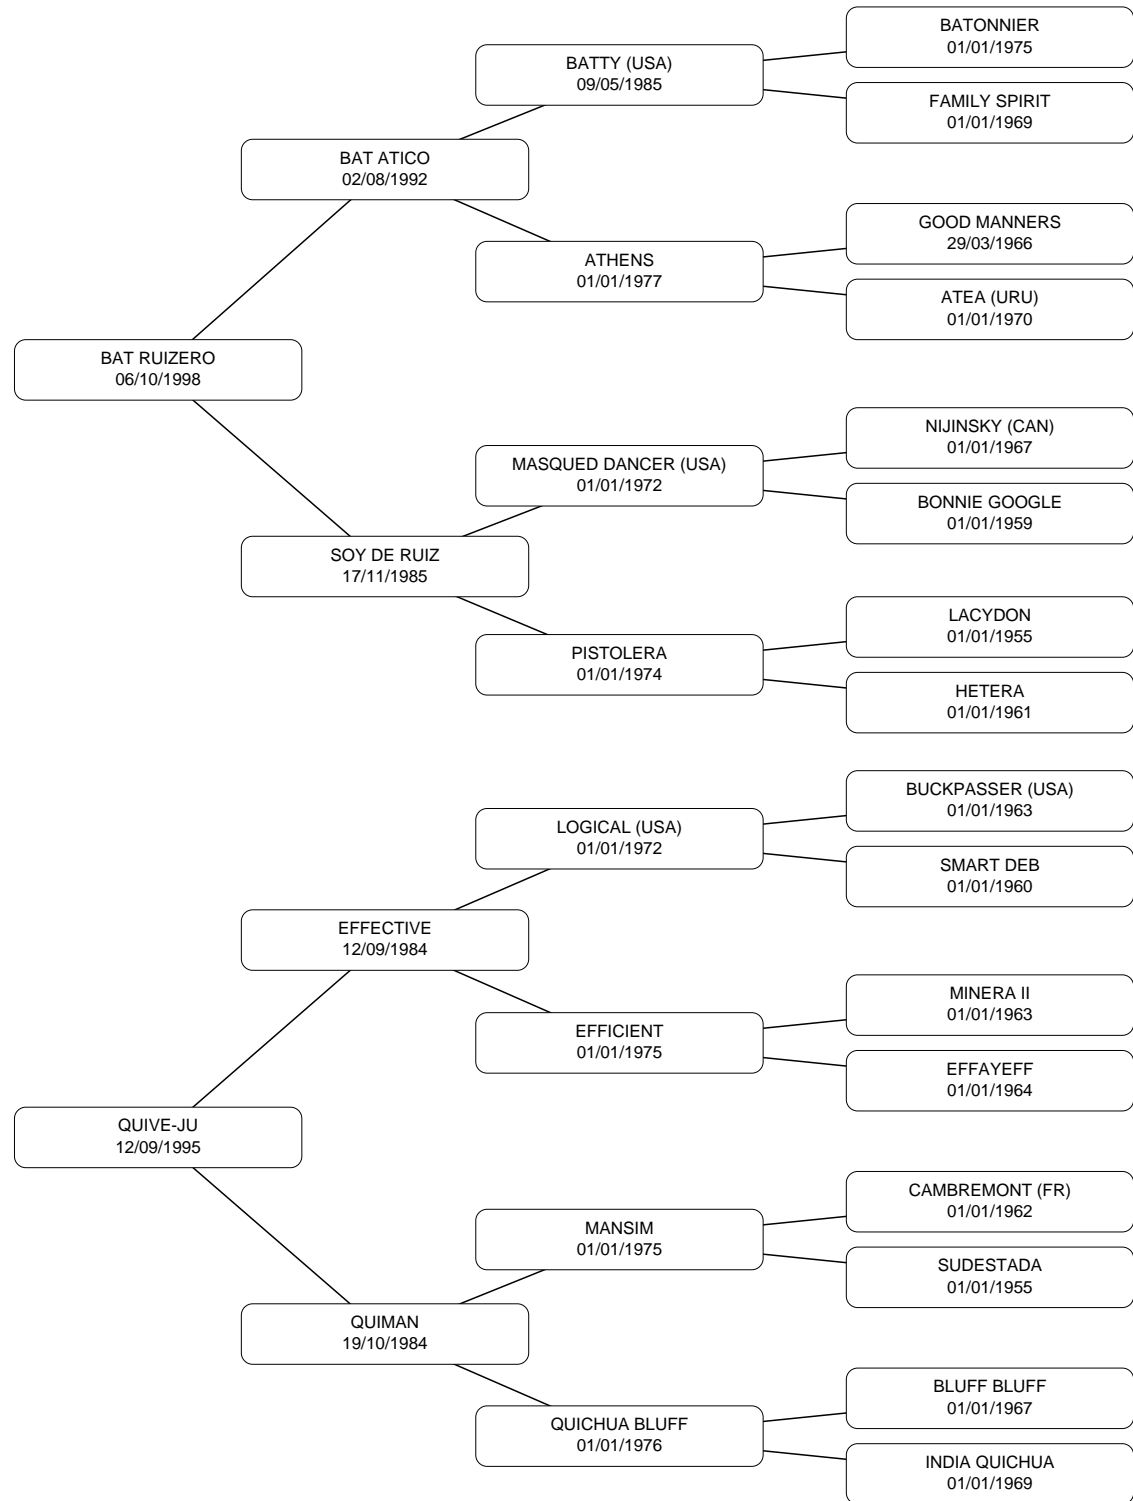 BATONNIER
01/01/1975
BATTY (USA)
09/05/1985
FAMILY SPIRIT
01/01/1969
BAT ATICO
02/08/1992
GOOD MANNERS
29/03/1966
ATHENS
01/01/1977
ATEA (URU)
01/01/1970
BAT RUIZERO
06/10/1998
NIJINSKY (CAN)
01/01/1967
MASQUED DANCER (USA)
01/01/1972
BONNIE GOOGLE
01/01/1959
SOY DE RUIZ
17/11/1985
LACYDON
01/01/1955
PISTOLERA
01/01/1974
HETERA
01/01/1961
BUCKPASSER (USA)
01/01/1963
LOGICAL (USA)
01/01/1972
SMART DEB
01/01/1960
EFFECTIVE
12/09/1984
MINERA II
01/01/1963
EFFICIENT
01/01/1975
EFFAYEFF
01/01/1964
QUIVE-JU
12/09/1995
CAMBREMONT (FR)
01/01/1962
MANSIM
01/01/1975
SUDESTADA
01/01/1955
QUIMAN
19/10/1984
BLUFF BLUFF
01/01/1967
QUICHUA BLUFF
01/01/1976
INDIA QUICHUA
01/01/1969